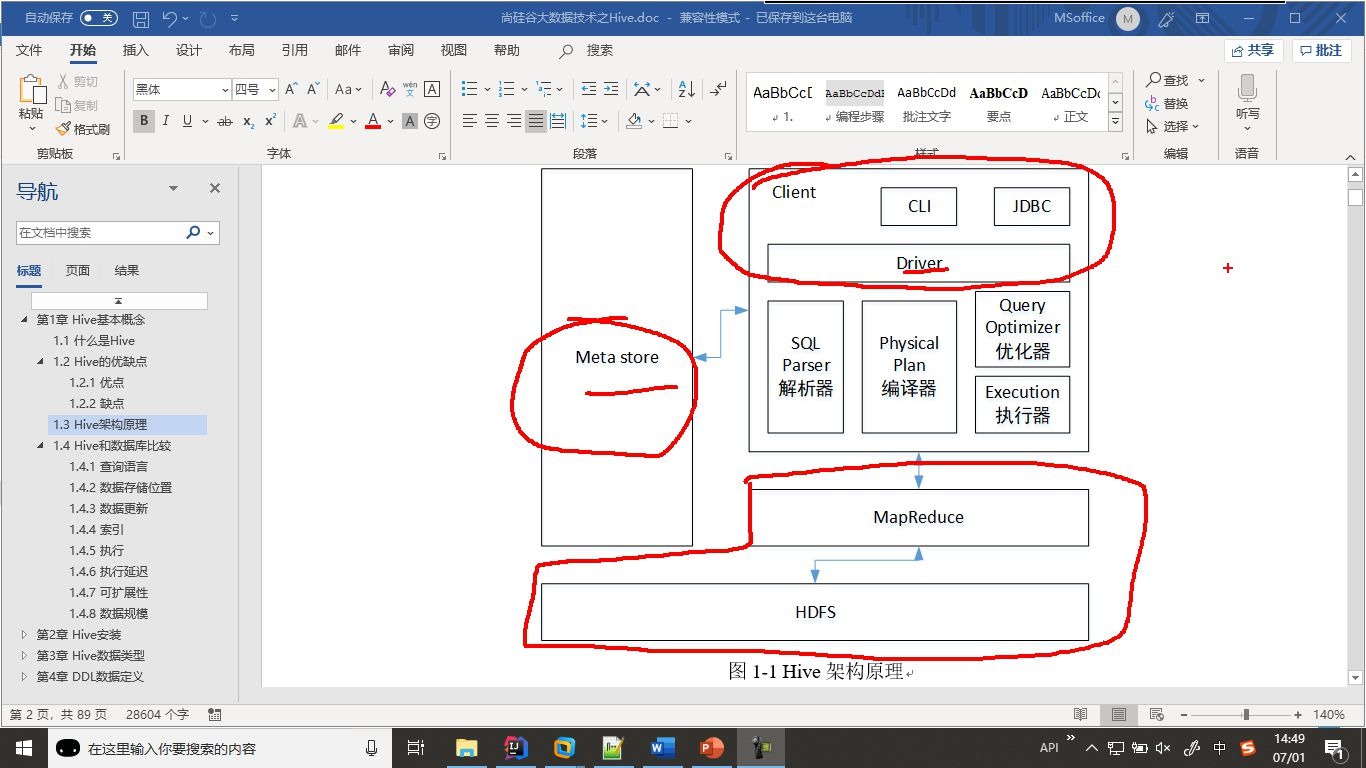 自动保存 关
尚硅谷大数据技术之Hive.doc - 兼容性模式 - 已保存到这台电脑
MSoffice M
文件 开始 插入 设计 布局 引用 邮件 审阅 视图 帮助 搜索 共享 批注
粘贴 剪切 复制 格式刷
黑体 四号
AaBbCcI AaBbCcDdI AaBbCcDd AaBbCcD AaBbCcDc
1. 编程步骤 批注文字 要点 正文
查找 替换 选择 听写
剪贴板 字体 段落 样式 编辑 语音
导航
在文档中搜索
标题 页面 结果
第1章 Hive基本概念
1.1 什么是Hive
1.2 Hive的优缺点
1.2.1 优点
1.2.2 缺点
1.3 Hive架构原理
1.4 Hive和数据库比较
1.4.1 查询语言
1.4.2 数据存储位置
1.4.3 数据更新
1.4.4 索引
1.4.5 执行
1.4.6 执行延迟
1.4.7 可扩展性
1.4.8 数据规模
第2章 Hive安装
第3章 Hive数据类型
第4章 DDL数据定义
Client
CLI
JDBC
Driver
Meta store
SQL
Parser
解析器
Physical
Plan
编译器
Query
Optimizer
优化器
Execution
执行器
MapReduce
HDFS
图 1-1 Hive 架构原理
第 2 页，共 89 页 28604 个字 140%
在这里输入你要搜索的内容
API 中 14:49
07/01
1